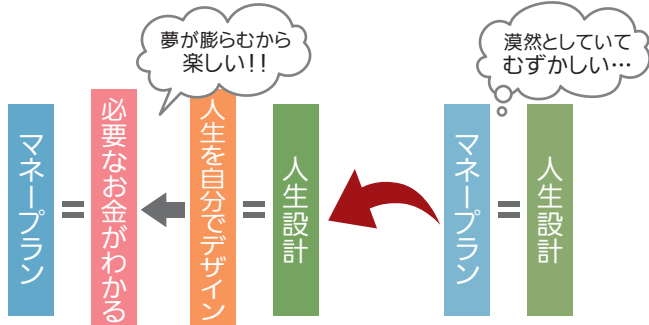 夢が膨らむから
楽しい!!
漠然としていて
むずかしい…
マネープラン
=
必要なお金がわかる
人生を自分でデザイン
=
人生設計
マネープラン
=
人生設計